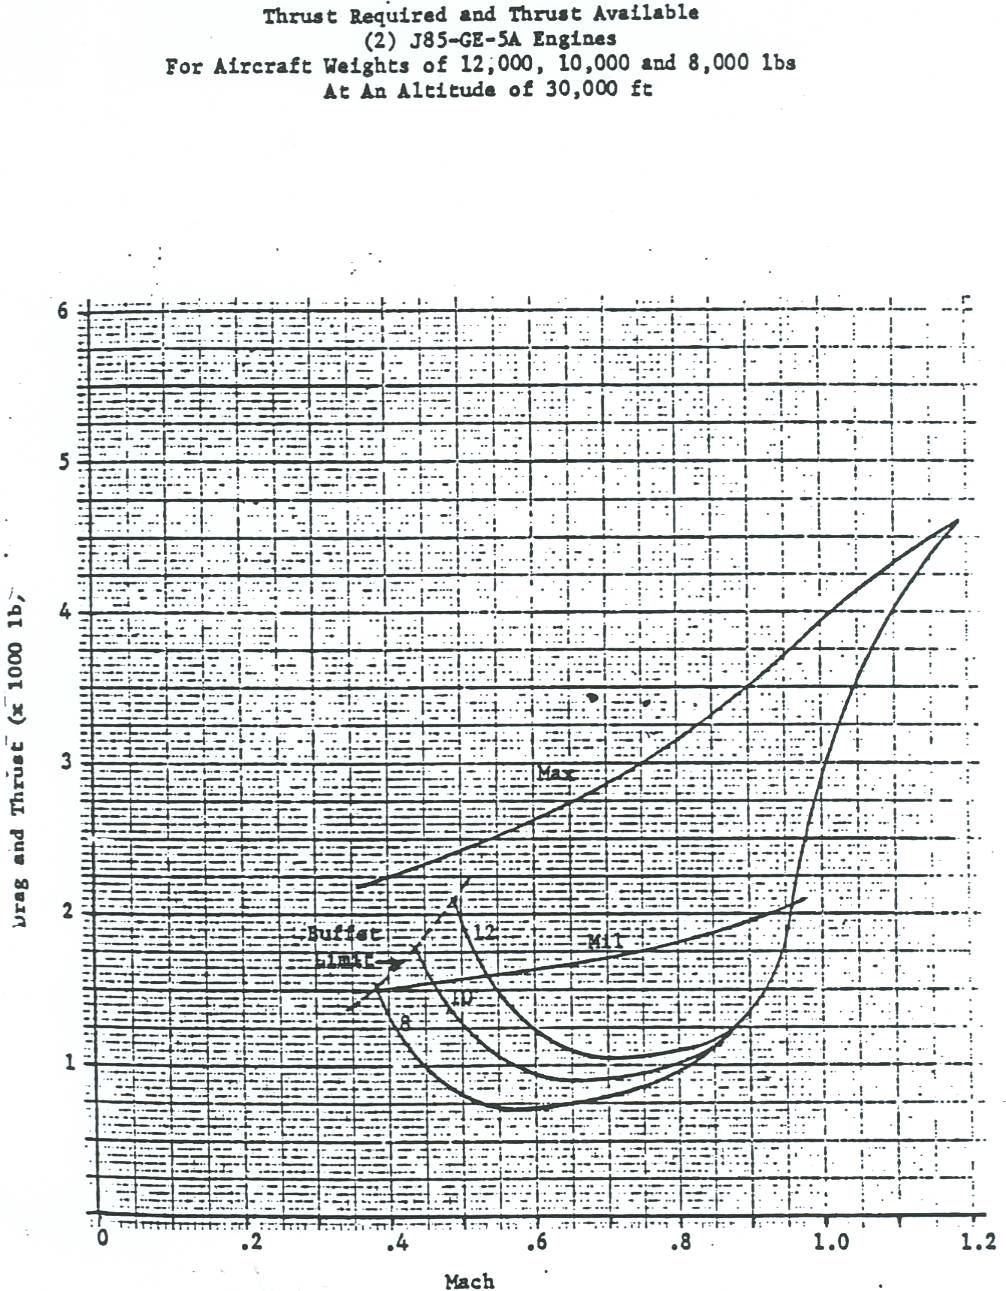 Thrust Required and Thrust Available
(2) J85-GE-5A Engines
For Aircraft Weights of 12,000, 10,000 and 8,000 lbs
At An Altitude of 30,000 ft
6
5
4
3
2
1
Drag and Thrust (x 1000 lb)
Max
Buffet
Limit
12
Mil
10
8
0 .2 .4 .6 .8 1.0 1.2
Mach